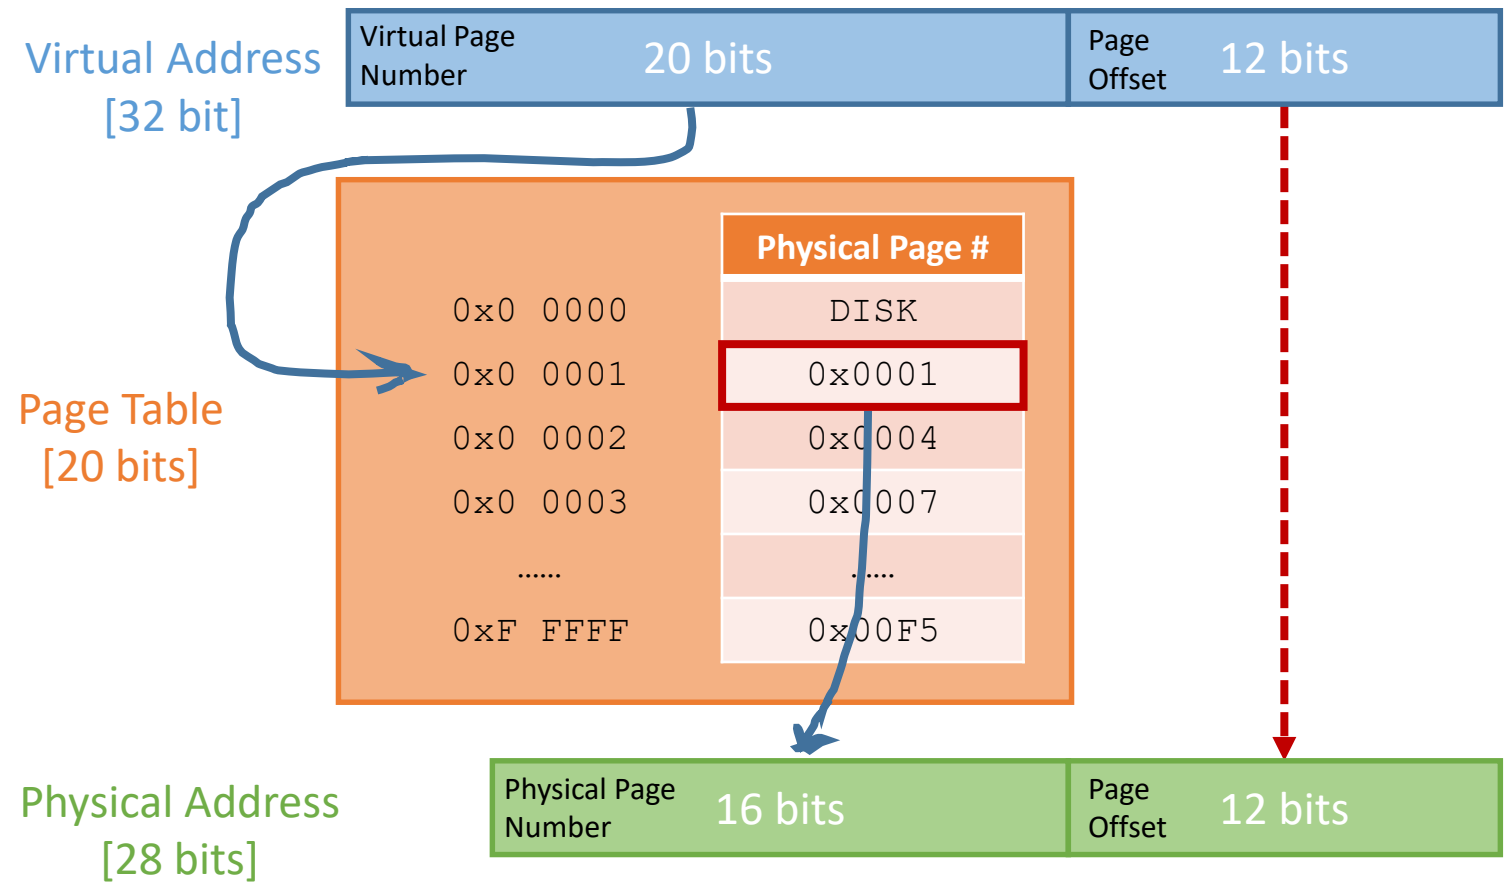 Virtual Address
[32 bit]
Virtual Page
Number
20 bits
Page
Offset
12 bits
Page Table
[20 bits]
Physical Page #
0x0 0000 DISK
0x0 0001 0x0001
0x0 0002 0x0004
0x0 0003 0x0007
...... ......
0xF FFFF 0x00F5
Physical Address
[28 bits]
Physical Page
Number
16 bits
Page
Offset
12 bits